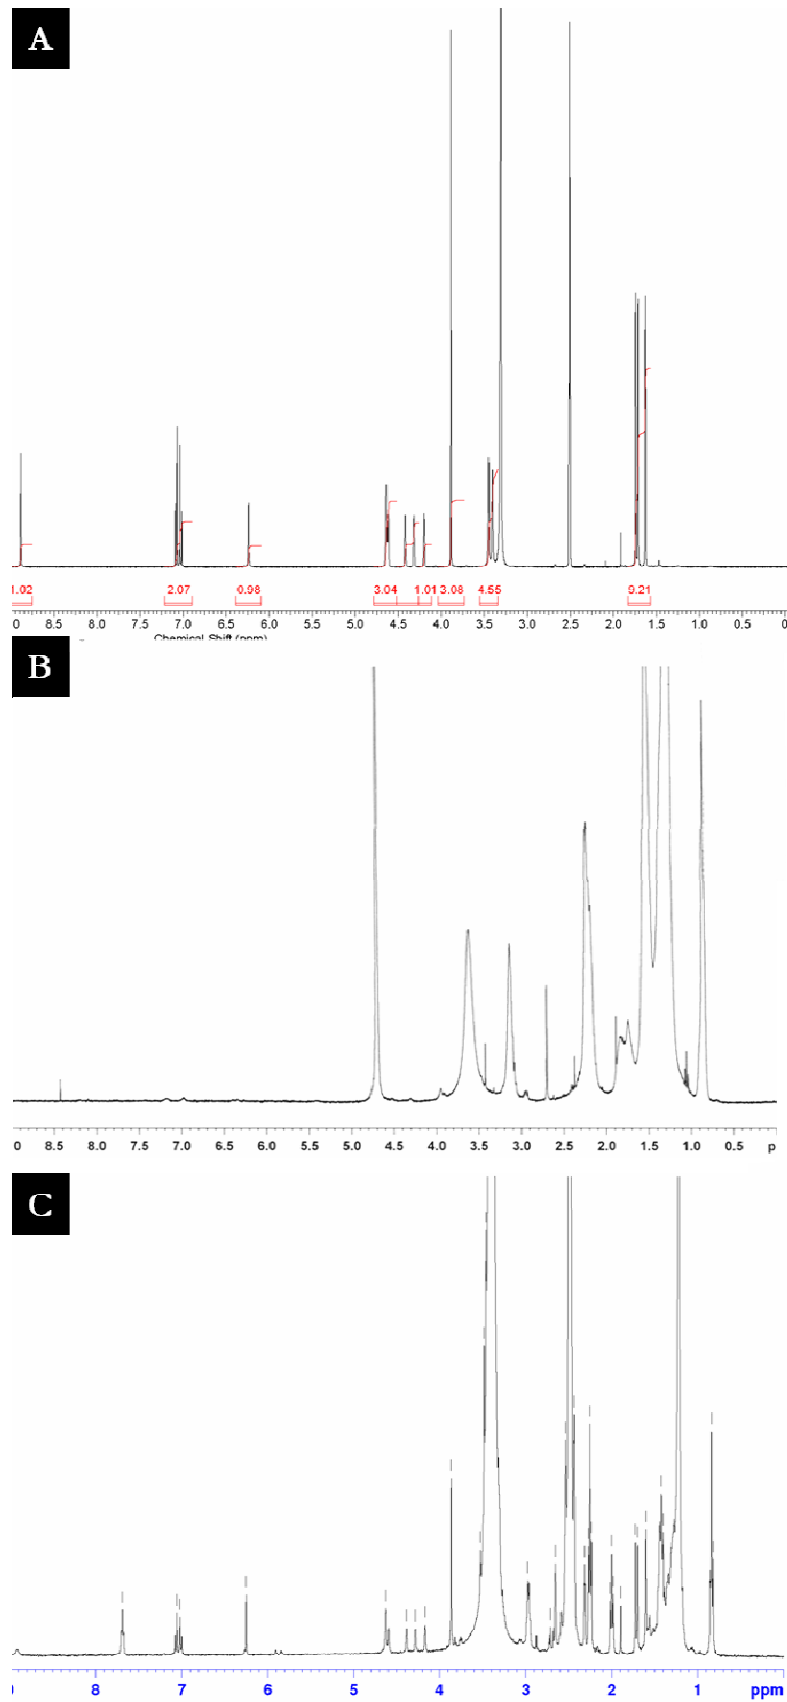 A
1.02 2.07 0.98 3.04 1.01 3.08 4.55
8.5 8.0 7.5 7.0 6.5 6.0 5.5 5.0 4.5 4.0 3.5 3.0 2.5 2.0 1.5 1.0 0.5 0
Chemical Shift (ppm)
B
0 8.5 8.0 7.5 7.0 6.5 6.0 5.5 5.0 4.5 4.0 3.5 3.0 2.5 2.0 1.5 1.0 0.5 p
C
8 7 6 5 4 3 2 1 ppm